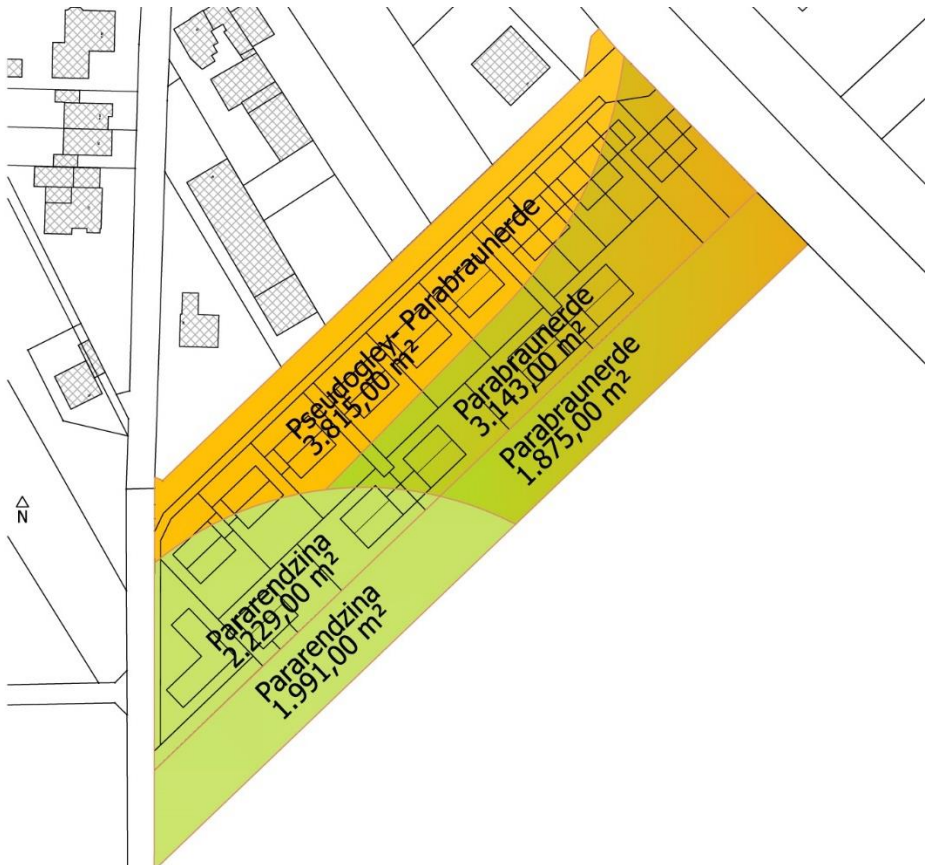 Pseudogley- Parabraunerde
3.815,00 m²
Parabraunerde
3.143,00 m²
Parabraunerde
1.875,00 m²
N
Pararendzina
2.229,00 m²
Pararendzina
1.991,00 m²